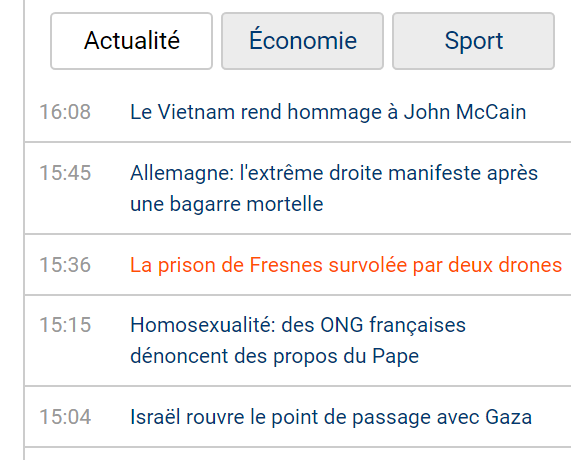 Actualité
Économie
Sport
16:08 Le Vietnam rend hommage à John McCain
15:45 Allemagne: l'extrême droite manifeste après
une bagarre mortelle
15:36 La prison de Fresnes survolée par deux drones
15:15 Homosexualité: des ONG françaises
dénoncent des propos du Pape
15:04 Israël rouvre le point de passage avec Gaza